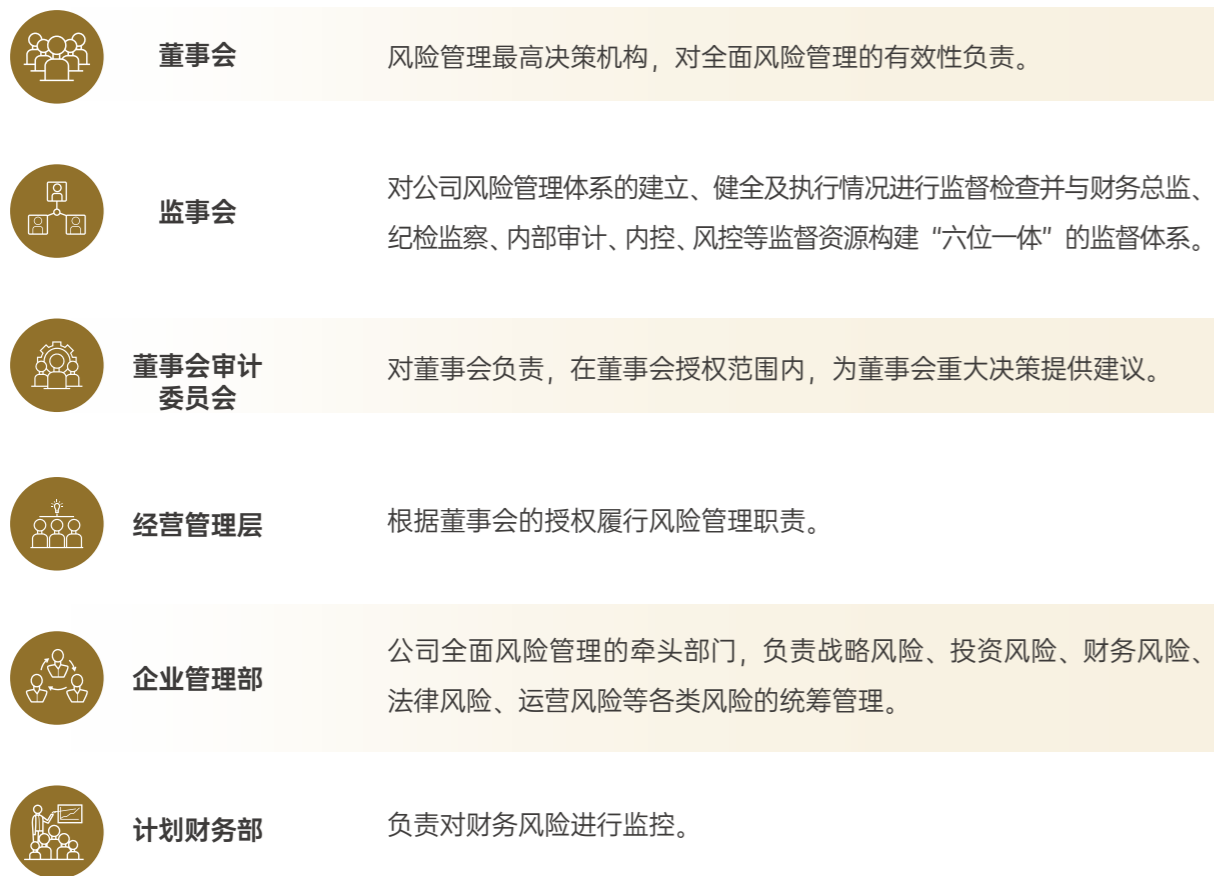 董事会
风险管理最高决策机构，对全面风险管理的有效性负责。
监事会
对公司风险管理体系的建立、健全及执行情况进行监督检查并与财务总监、
纪检监察、内部审计、内控、风控等监督资源构建“六位一体”的监督体系。
董事会审计
委员会
对董事会负责，在董事会授权范围内，为董事会重大决策提供建议。
经营管理层
根据董事会的授权履行风险管理职责。
企业管理部
公司全面风险管理的牵头部门，负责战略风险、投资风险、财务风险、
法律风险、运营风险等各类风险的统筹管理。
计划财务部
负责对财务风险进行监控。